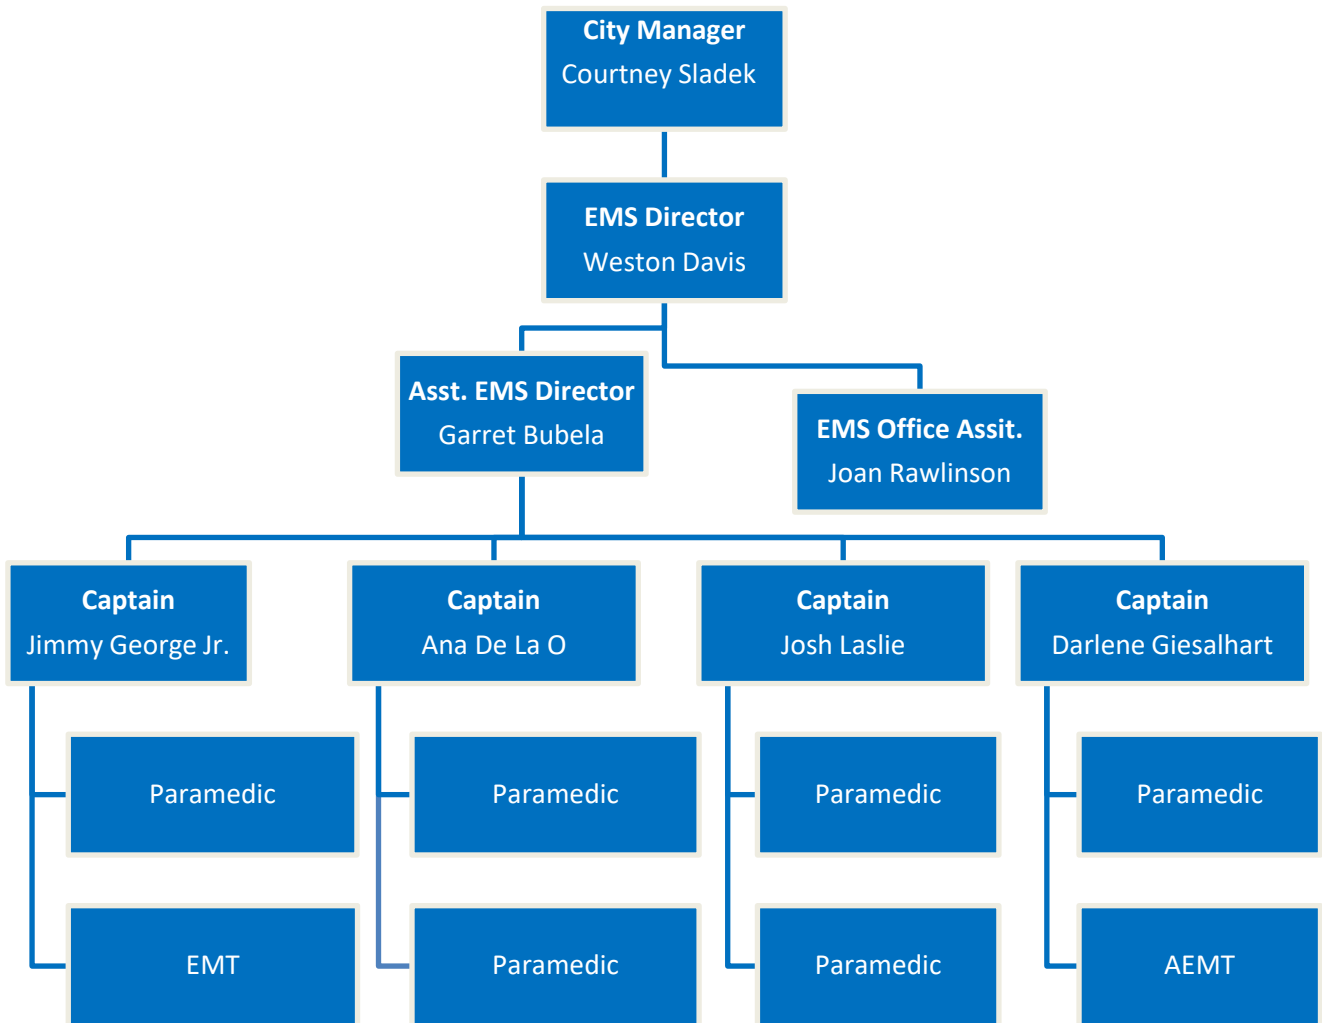 City Manager
Courtney Sladek
EMS Director
Weston Davis
Asst. EMS Director
Garret Bubela
EMS Office Assit.
Joan Rawlinson
Captain
Jimmy George Jr.
Captain
Ana De La O
Captain
Josh Laslie
Captain
Darlene Giesalhart
Paramedic
Paramedic
Paramedic
Paramedic
EMT
Paramedic
Paramedic
AEMT